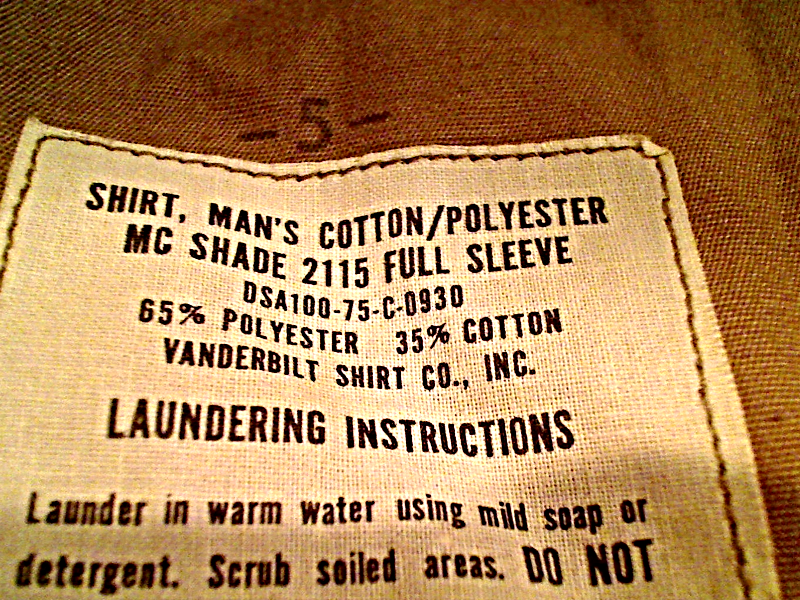 -5-
SHIRT, MAN'S COTTON/POLYESTER
MC SHADE 2115 FULL SLEEVE
DSA100-75-C-0930
65% POLYESTER 35% COTTON
VANDERBILT SHIRT CO., INC.
LAUNDERING INSTRUCTIONS
Launder in warm water using mild soap or
detergent. Scrub soiled areas. DO NOT